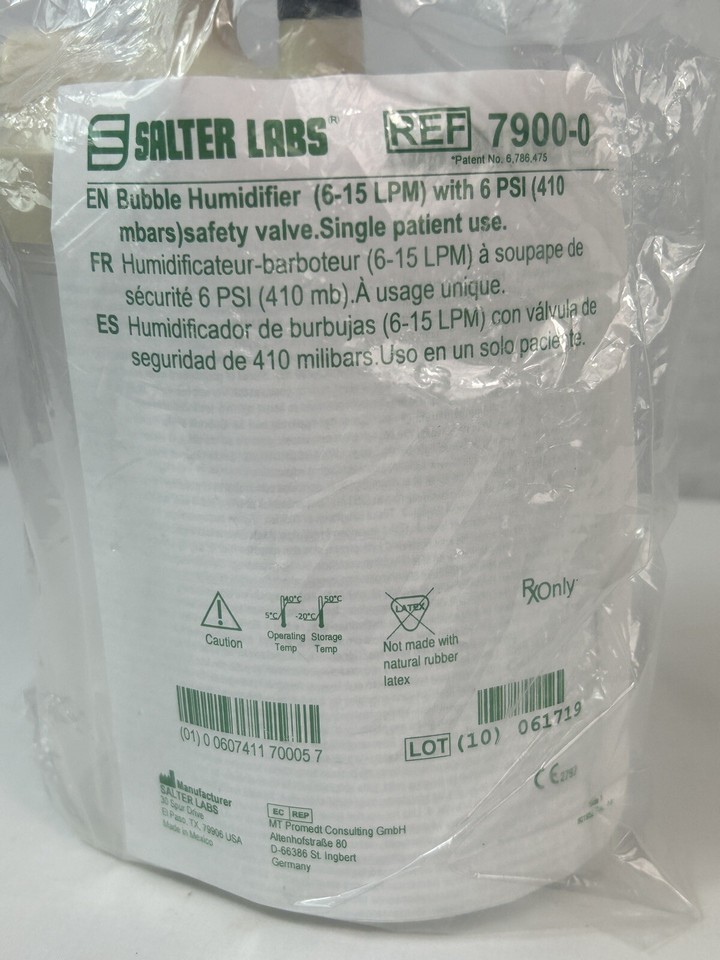 SALTER LABS®
REF 7900-0
*Patent No. 6,786,475
EN Bubble Humidifier (6-15 LPM) with 6 PSI (410
mbars)safety valve.Single patient use.
FR Humidificateur-barboteur (6-15 LPM) à soupape de
sécurité 6 PSI (410 mb).À usage unique.
ES Humidificador de burbujas (6-15 LPM) con válvula de
seguridad de 410 milibars.Uso en un solo paciente.
Caution
5°C 40°C
Operating
Temp
-20°C 50°C
Storage
Temp
LATEX
Not made with
natural rubber
latex
RxOnly
(01) 0 0607411 70005 7
LOT (10) 061719
Manufacturer
SALTER LABS
30 Spur Drive
El Paso, TX, 79906 USA
Made in Mexico
EC REP
MT Promedt Consulting GmbH
Altenhofstraße 80
D-66386 St. Ingbert
Germany
CE